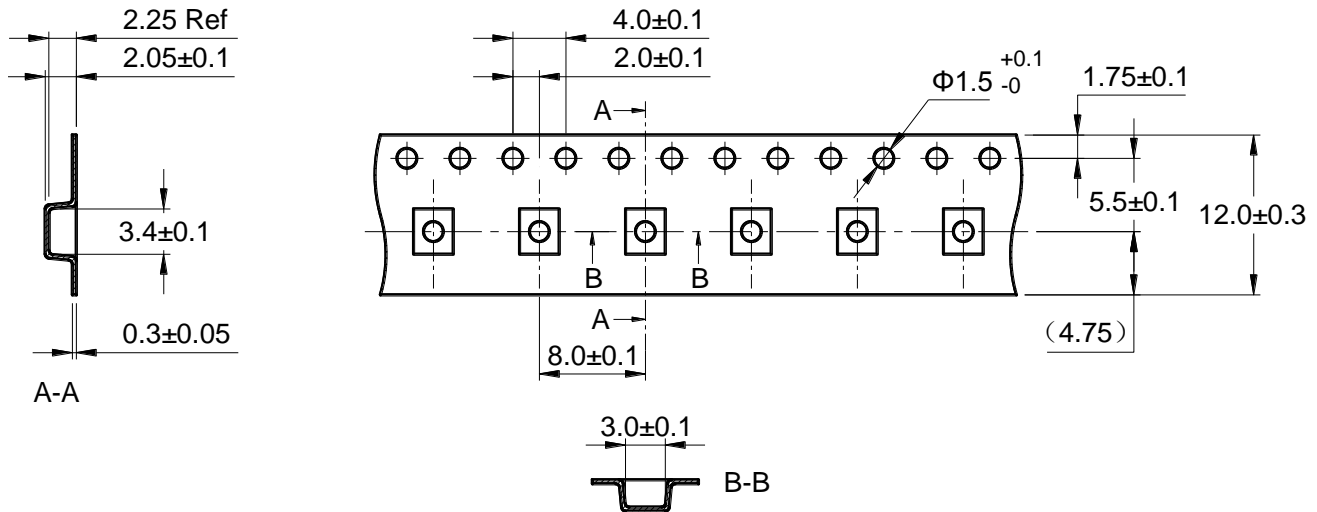 2.25 Ref
2.05±0.1
3.4±0.1
0.3±0.05
A-A
4.0±0.1
2.0±0.1
A
Φ1.5 +0.1 -0
1.75±0.1
5.5±0.1
12.0±0.3
B
B
A
8.0±0.1
（4.75）
3.0±0.1
B-B